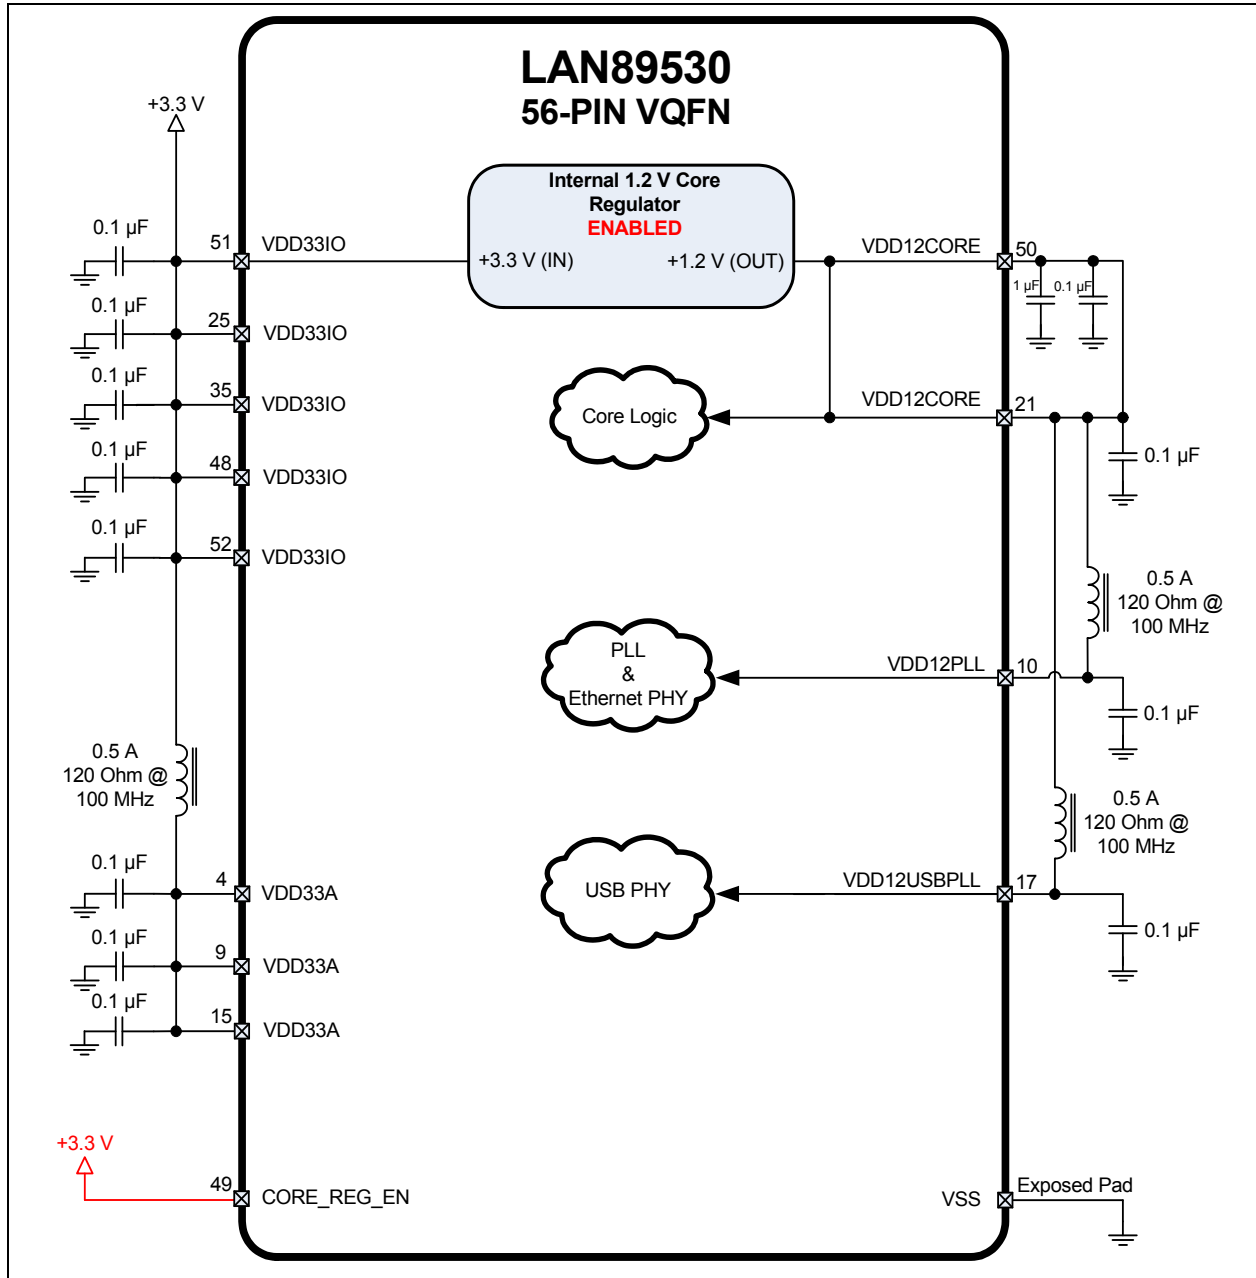 LAN89530
56-PIN VQFN
+3.3 V
Internal 1.2 V Core
Regulator
ENABLED
+3.3 V (IN)
+1.2 V (OUT)
0.1 µF
51
VDD33IO
0.1 µF
25
VDD33IO
0.1 µF
35
VDD33IO
0.1 µF
48
VDD33IO
0.1 µF
52
VDD33IO
0.5 A
120 Ohm @
100 MHz
0.1 µF
4
VDD33A
0.1 µF
9
VDD33A
0.1 µF
15
VDD33A
+3.3 V
49
CORE_REG_EN
VDD12CORE
50
1 µF
0.1 µF
Core Logic
VDD12CORE
21
0.1 µF
0.5 A
120 Ohm @
100 MHz
PLL
&
Ethernet PHY
VDD12PLL
10
0.1 µF
0.5 A
120 Ohm @
100 MHz
USB PHY
VDD12USBPLL
17
0.1 µF
VSS
Exposed Pad